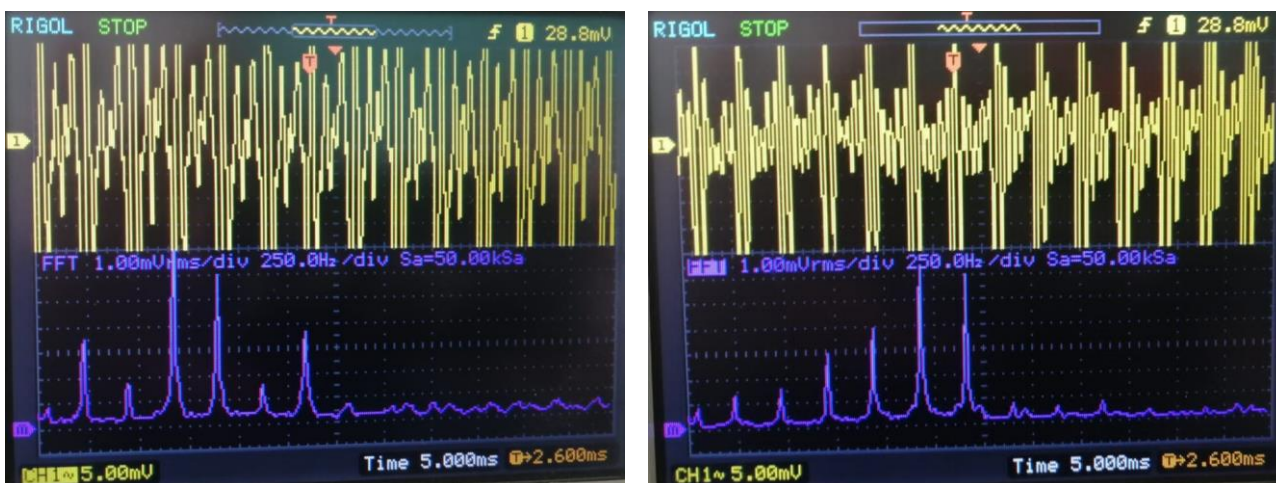 RIGOL STOP T ƒ 1 28.8mV
T
1
FFT 1.00mVrms/div 250.0Hz/div Sa=50.00kSa
m
Time 5.000ms T→2.600ms
CH1~ 5.00mV
RIGOL STOP T ƒ 1 28.8mV
T
1
FFT 1.00mVrms/div 250.0Hz/div Sa=50.00kSa
m
Time 5.000ms T→2.600ms
CH1~ 5.00mV